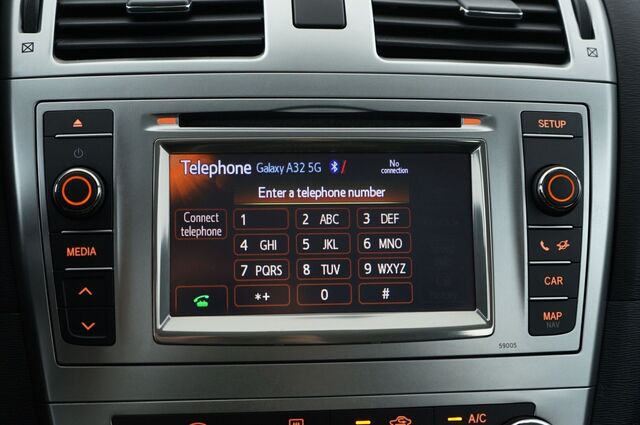 SETUP
Telephone Galaxy A32 5G No connection
Enter a telephone number
Connect telephone
1
2 ABC
3 DEF
4 GHI
5 JKL
6 MNO
7 PQRS
8 TUV
9 WXYZ
*+
0
#
MEDIA
CAR
MAP
NAV
59005
A/C